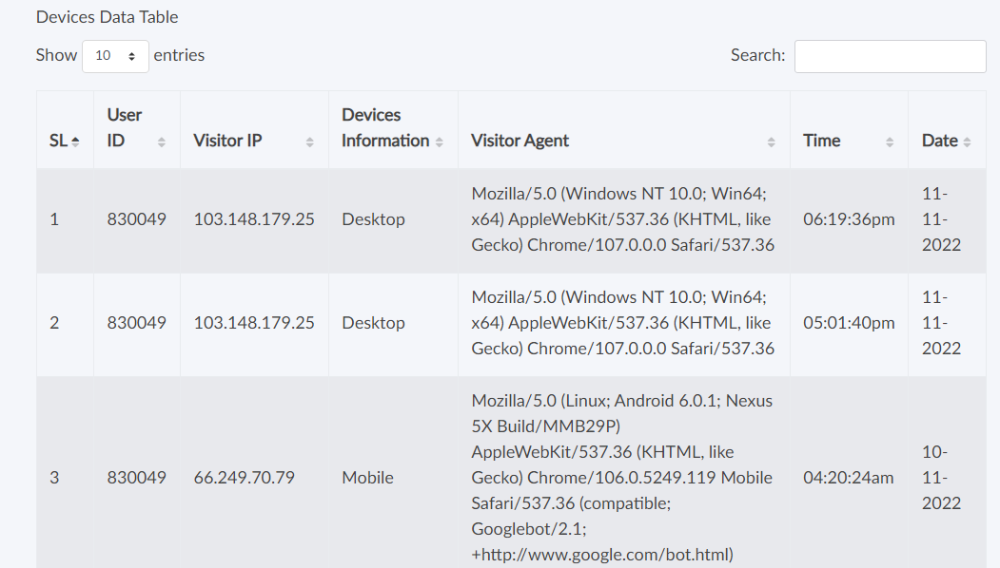 Devices Data Table
Show 10 entries Search:
SL User ID Visitor IP Devices Information Visitor Agent Time Date
1 830049 103.148.179.25 Desktop Mozilla/5.0 (Windows NT 10.0; Win64;
x64) AppleWebKit/537.36 (KHTML, like
Gecko) Chrome/107.0.0.0 Safari/537.36 06:19:36pm 11-
11-
2022
2 830049 103.148.179.25 Desktop Mozilla/5.0 (Windows NT 10.0; Win64;
x64) AppleWebKit/537.36 (KHTML, like
Gecko) Chrome/107.0.0.0 Safari/537.36 05:01:40pm 11-
11-
2022
3 830049 66.249.70.79 Mobile Mozilla/5.0 (Linux; Android 6.0.1; Nexus
5X Build/MMB29P)
AppleWebKit/537.36 (KHTML, like
Gecko) Chrome/106.0.5249.119 Mobile
Safari/537.36 (compatible;
Googlebot/2.1;
+http://www.google.com/bot.html) 04:20:24am 10-
11-
2022